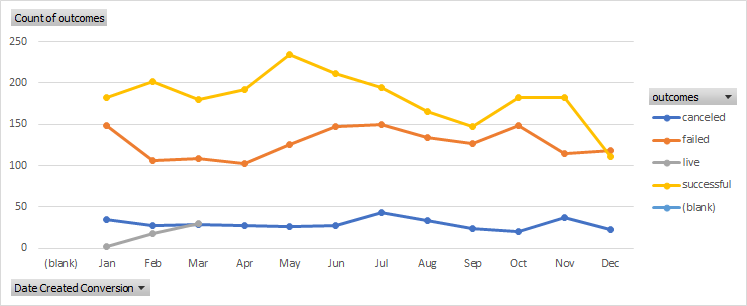 Count of outcomes
250
200
150
100
50
0
(blank) Jan Feb Mar Apr May Jun Jul Aug Sep Oct Nov Dec
outcomes
canceled
failed
live
successful
(blank)
Date Created Conversion